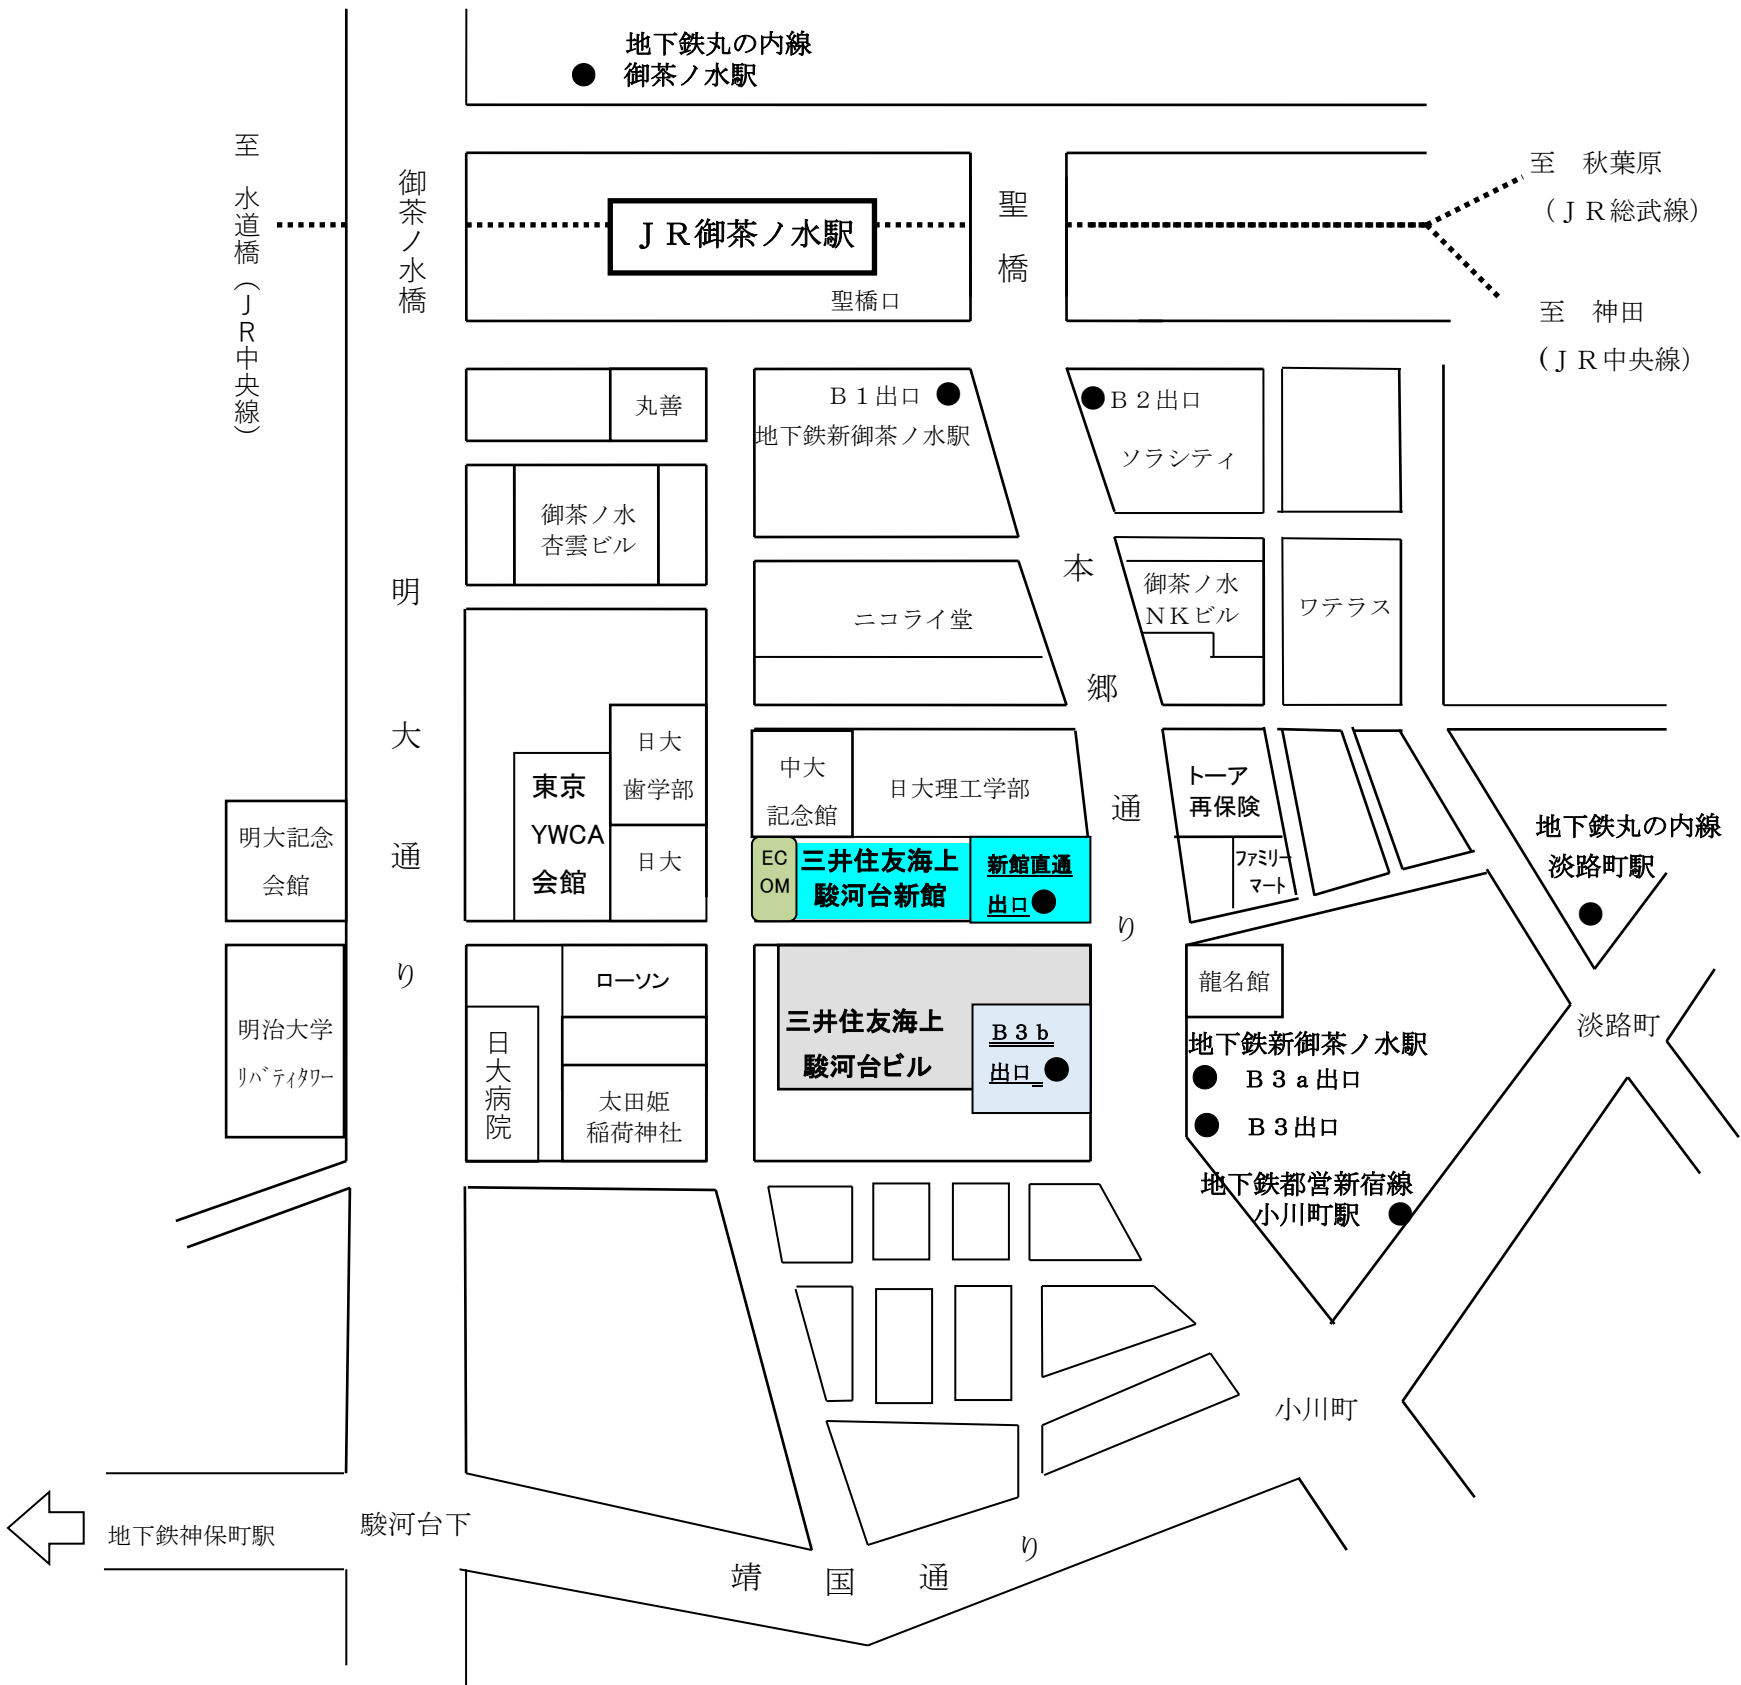 地下鉄丸の内線
御茶ノ水駅
至　水道橋（ＪＲ中央線）
御茶ノ水橋
ＪＲ御茶ノ水駅
聖橋口
聖橋
至　秋葉原
（ＪＲ総武線）
至　神田
（ＪＲ中央線）
丸善
Ｂ１出口
地下鉄新御茶ノ水駅
Ｂ２出口
ソラシティ
御茶ノ水
杏雲ビル
ニコライ堂
御茶ノ水
ＮＫビル
ワテラス
明大通り
本郷通り
日大
歯学部
東京
YWCA
会館
日大
中大
記念館
日大理工学部
トーア
再保険
ファミリー
マート
明大記念
会館
EC
OM
三井住友海上
駿河台新館
新館直通
出口
地下鉄丸の内線
淡路町駅
明治大学
リバティタワー
ローソン
日大病院
太田姫
稲荷神社
三井住友海上
駿河台ビル
Ｂ３ｂ
出口
龍名館
地下鉄新御茶ノ水駅
Ｂ３ａ出口
Ｂ３出口
地下鉄都営新宿線
小川町駅
淡路町
小川町
地下鉄神保町駅
駿河台下
靖国通り